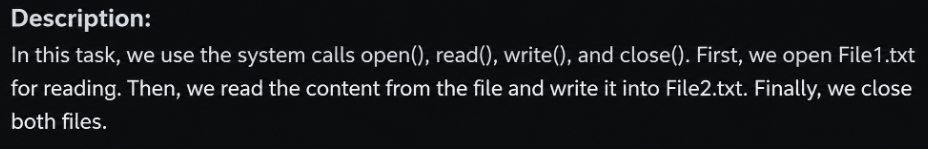 Description:
In this task, we use the system calls open(), read(), write(), and close(). First, we open File1.txt
for reading. Then, we read the content from the file and write it into File2.txt. Finally, we close
both files.